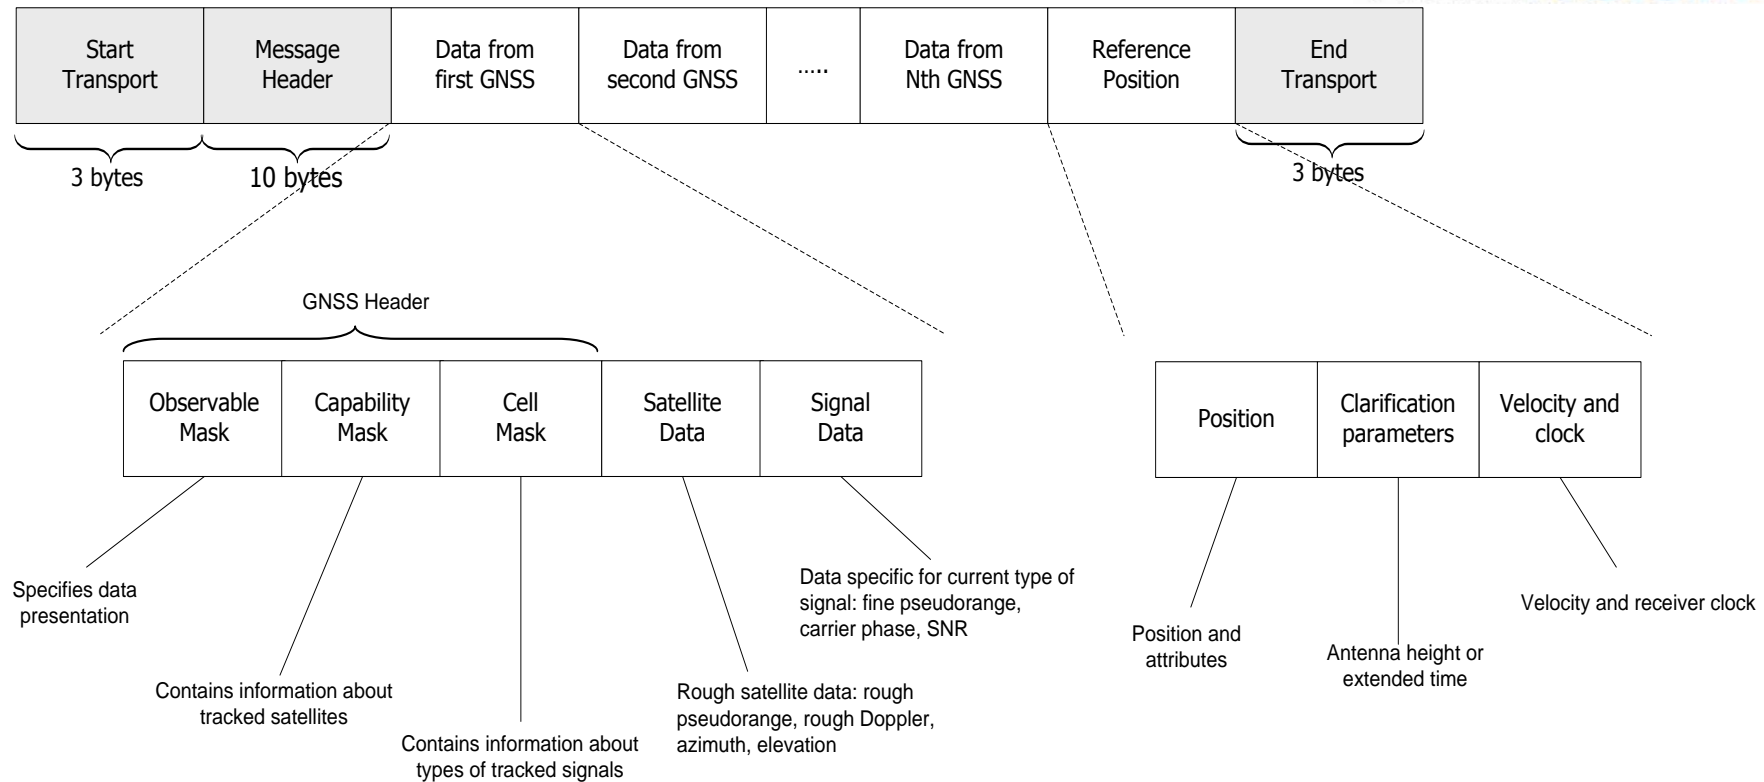 Start
Transport
Message
Header
Data from
first GNSS
Data from
second GNSS
.....
Data from
Nth GNSS
Reference
Position
End
Transport
3 bytes
10 bytes
3 bytes
GNSS Header
Observable
Mask
Capability
Mask
Cell
Mask
Satellite
Data
Signal
Data
Position
Clarification
parameters
Velocity and
clock
Specifies data
presentation
Contains information about
tracked satellites
Contains information about
types of tracked signals
Rough satellite data: rough
pseudorange, rough Doppler,
azimuth, elevation
Data specific for current type of
signal: fine pseudorange,
carrier phase, SNR
Position and
attributes
Antenna height or
extended time
Velocity and receiver clock